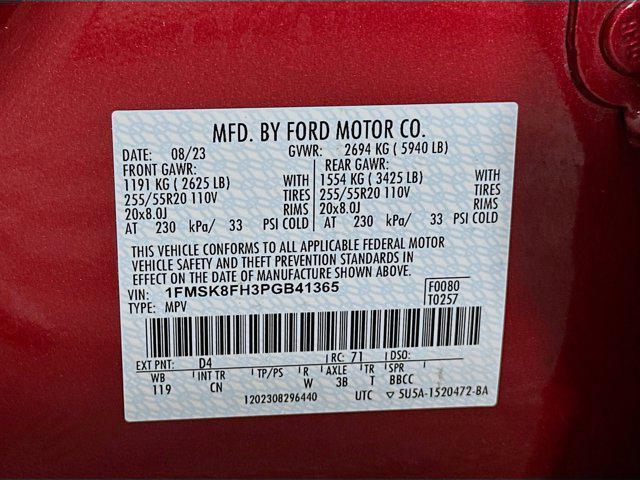 MFD. BY FORD MOTOR CO.
DATE: 08/23 GVWR: 2694 KG ( 5940 LB)
FRONT GAWR: REAR GAWR:
1191 KG ( 2625 LB) WITH 1554 KG ( 3425 LB) WITH
255/55R20 110V TIRES 255/55R20 110V TIRES
20x8.0J RIMS 20x8.0J RIMS
AT 230 kPa/ 33 PSI COLD AT 230 kPa/ 33 PSI COLD
THIS VEHICLE CONFORMS TO ALL APPLICABLE FEDERAL MOTOR
VEHICLE SAFETY AND THEFT PREVENTION STANDARDS IN
EFFECT ON THE DATE OF MANUFACTURE SHOWN ABOVE.
VIN: 1FMSK8FH3PGB41365 F0080
TYPE: MPV T0257
EXT PNT: D4 RC: 71 DSO:
WB INT TR TP/PS R AXLE TR SPR
119 CN W 3B T BBCC
1202308296440 UTC ▽ 5U5A-1520472-BA